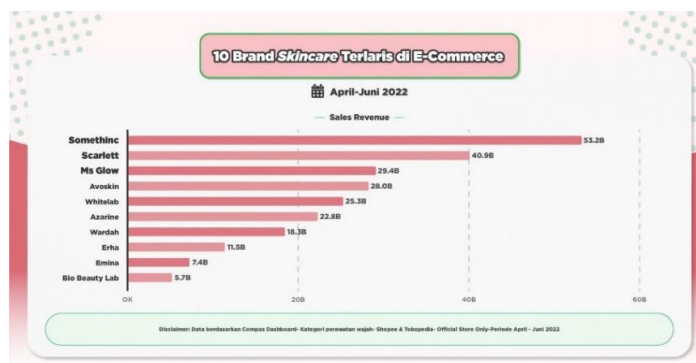 10 Brand Skincare Terlaris di E-Commerce
April-Juni 2022
Sales Revenue
Somethinc 53.2B
Scarlett 40.9B
Ms Glow 29.4B
Avoskin 28.0B
Whitelab 25.3B
Azarine 22.8B
Wardah 18.3B
Erha 11.5B
Emina 7.4B
Bio Beauty Lab 5.7B
0K 20B 40B 60B
Disclaimer: Data berdasarkan Compas Dashboard- Kategori perawatan wajah- Shopee & Tokopedia- Official Store Only-Periode April - Juni 2022